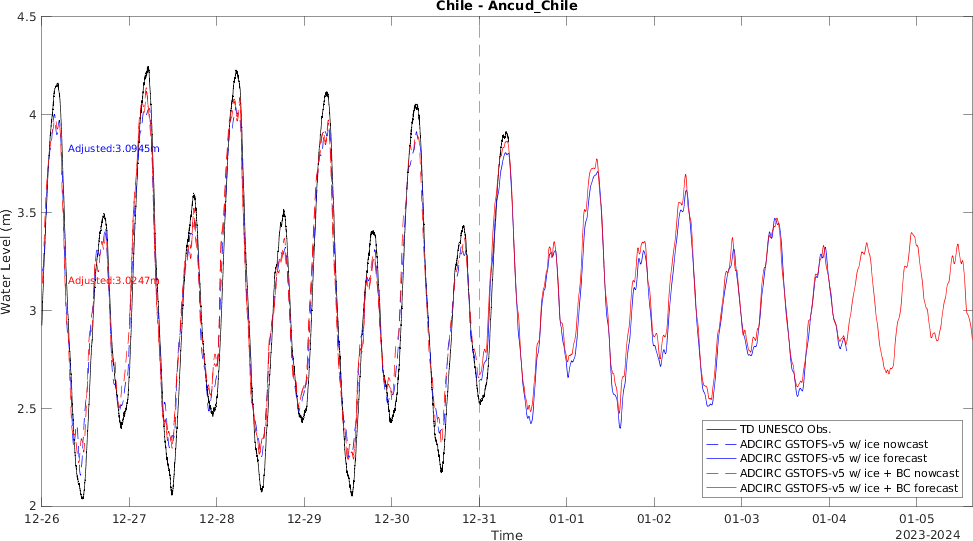 Chile - Ancud_Chile
4.5
4
3.5
3
2.5
2
Water Level (m)
Adjusted:3.0945m
Adjusted:3.0247m
TD UNESCO Obs.
ADCIRC GSTOFS-v5 w/ ice nowcast
ADCIRC GSTOFS-v5 w/ ice forecast
ADCIRC GSTOFS-v5 w/ ice + BC nowcast
ADCIRC GSTOFS-v5 w/ ice + BC forecast
12-26 12-27 12-28 12-29 12-30 12-31 01-01 01-02 01-03 01-04 01-05
Time
2023-2024